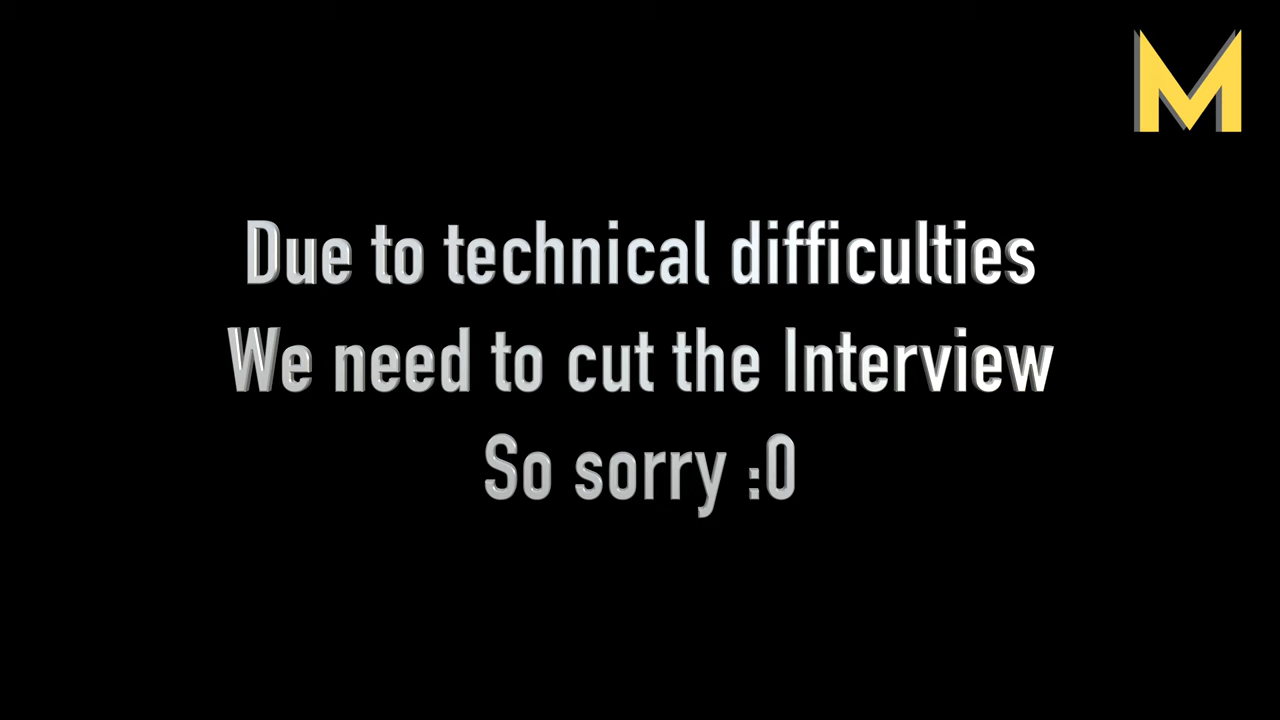 M
Due to technical difficulties
We need to cut the Interview
So sorry :0